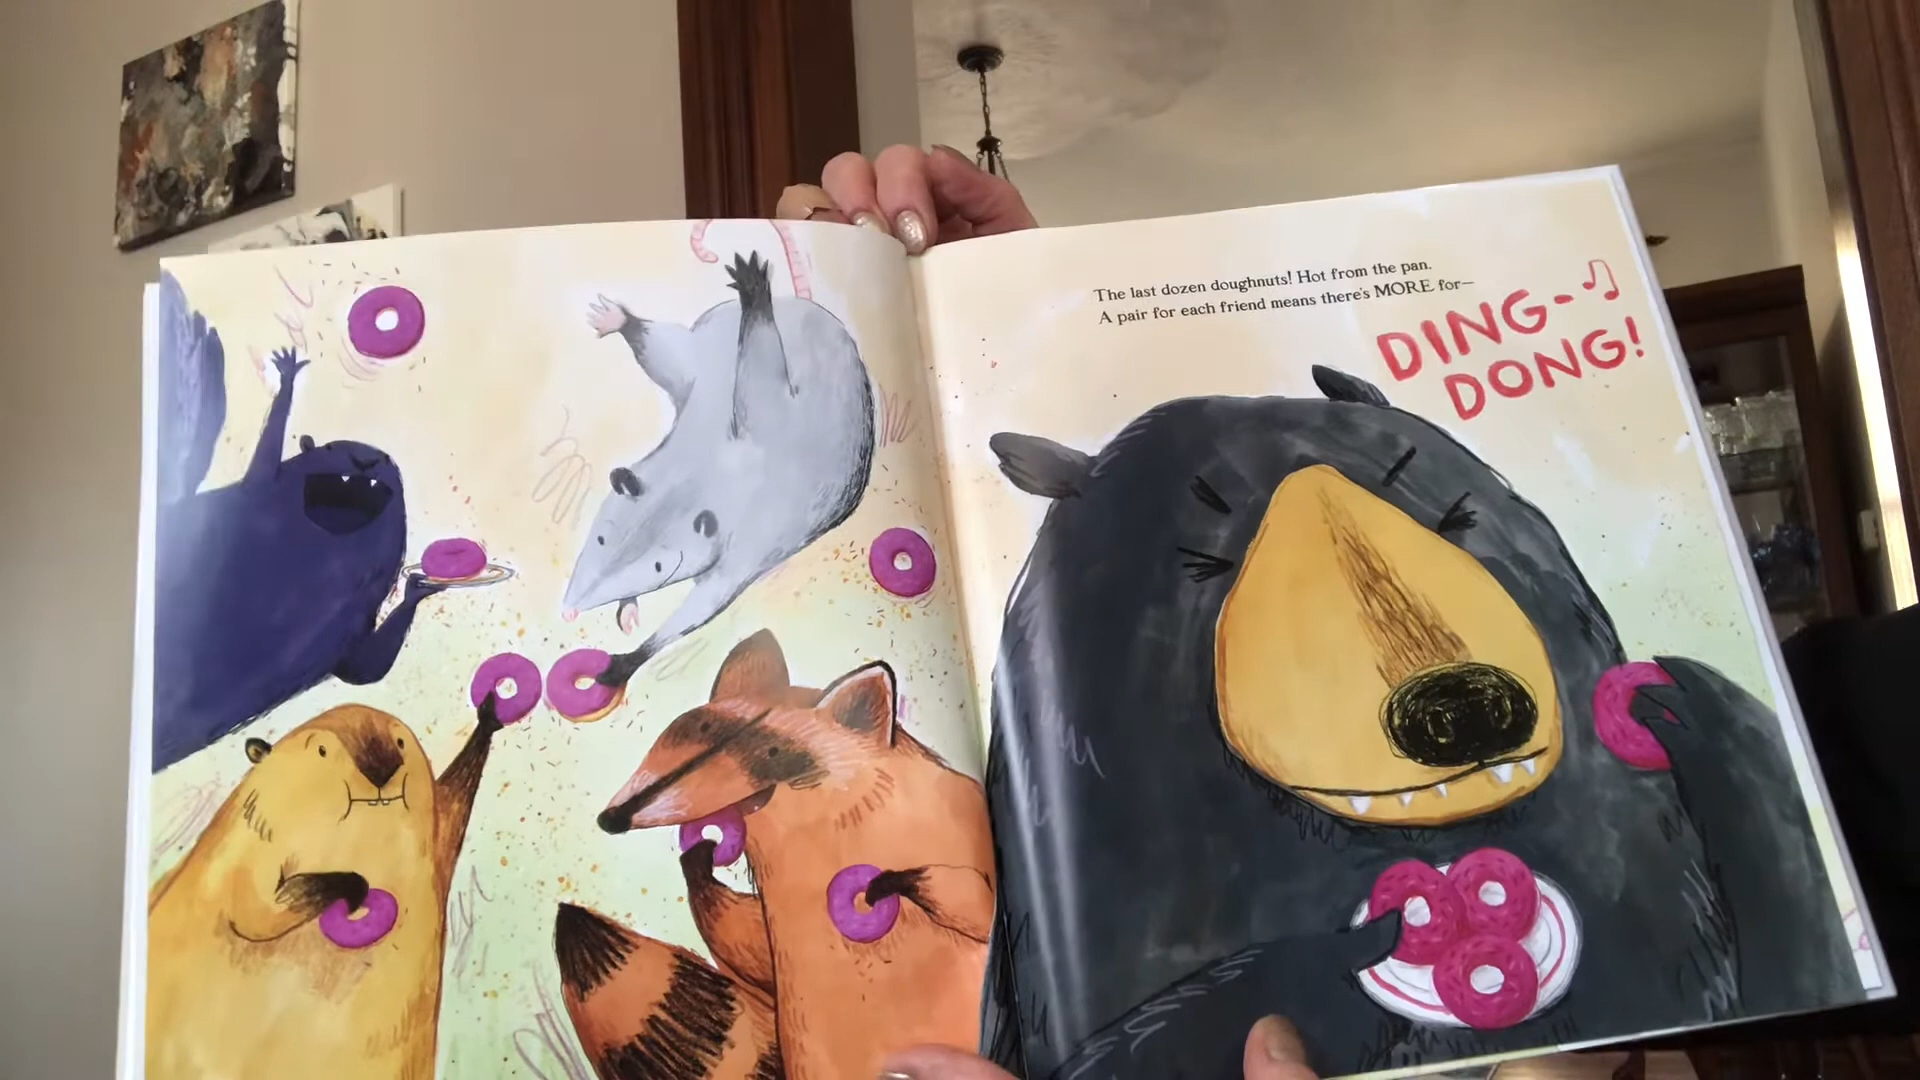 The last dozen doughnuts! Hot from the pan.
A pair for each friend means there's MORE for—
DING-
DONG!